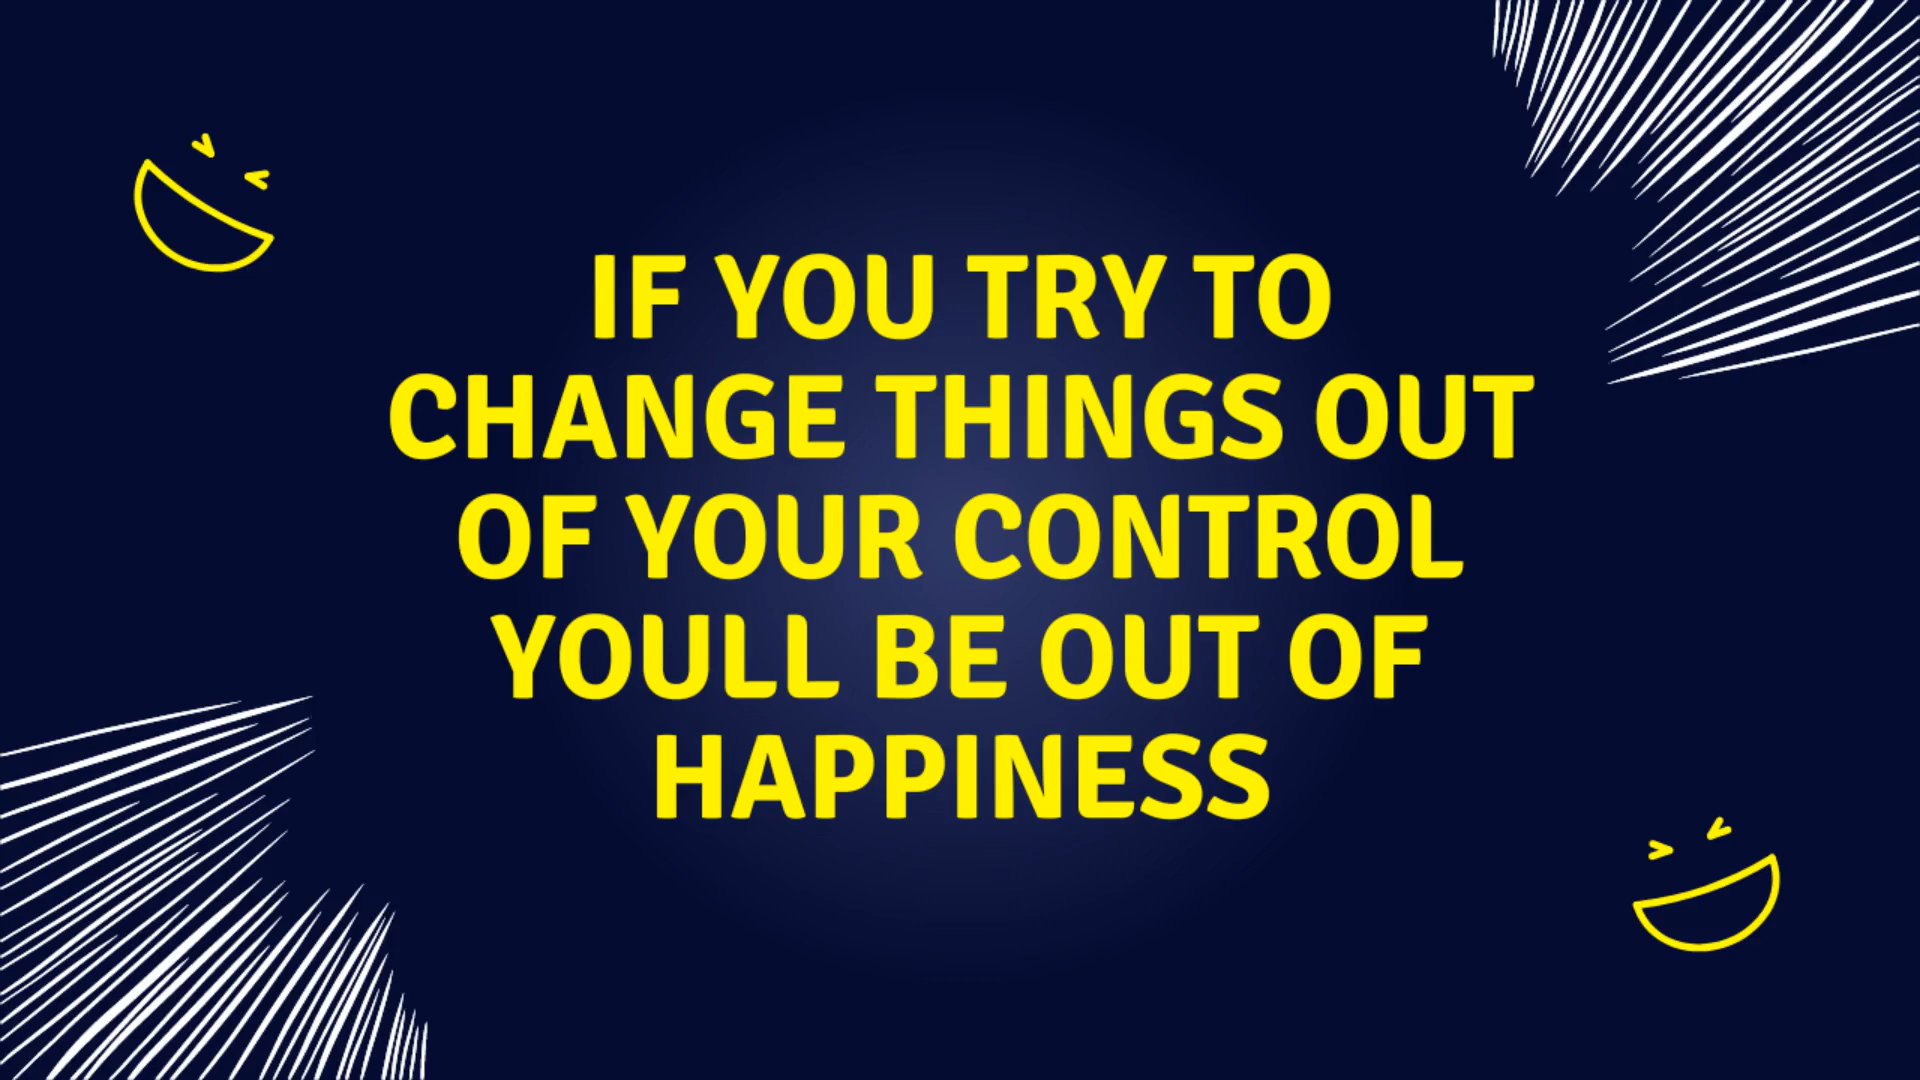 IF YOU TRY TO
CHANGE THINGS OUT
OF YOUR CONTROL
YOULL BE OUT OF
HAPPINESS